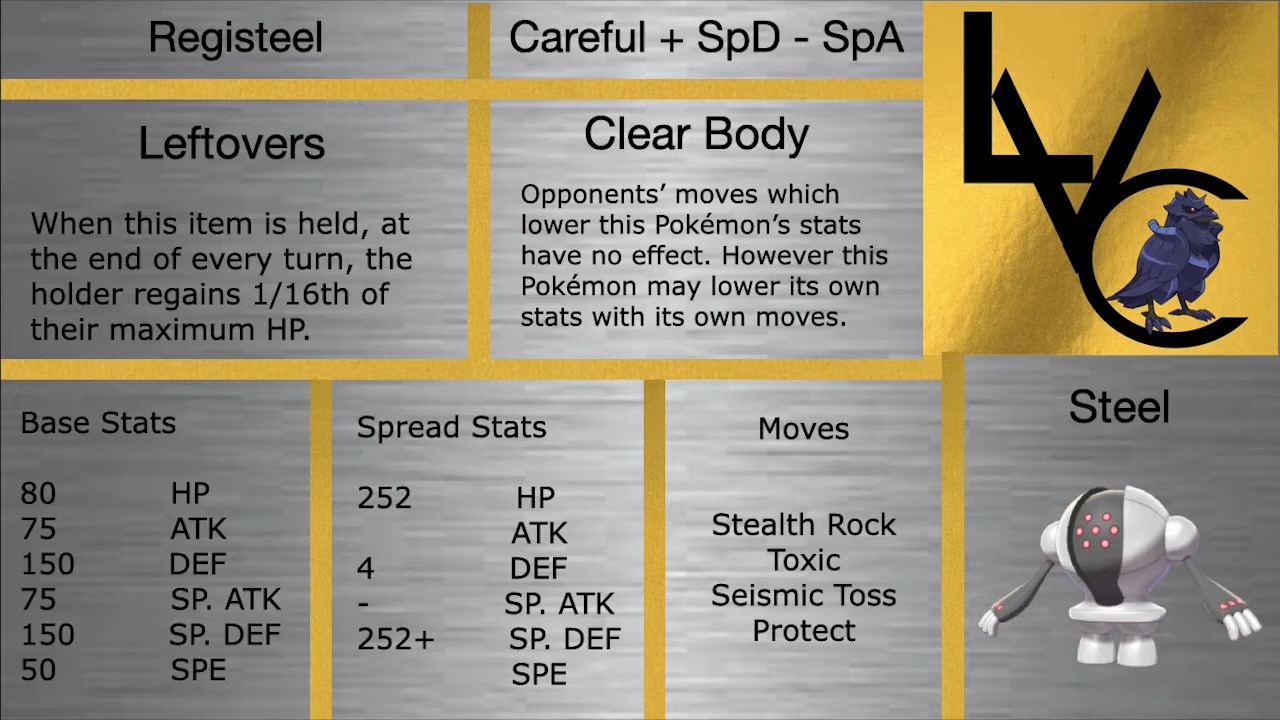 Registeel
Careful + SpD - SpA
LVC
Leftovers
When this item is held, at
the end of every turn, the
holder regains 1/16th of
their maximum HP.
Clear Body
Opponents’ moves which
lower this Pokémon’s stats
have no effect. However this
Pokémon may lower its own
stats with its own moves.
Base Stats
80 HP
75 ATK
150 DEF
75 SP. ATK
150 SP. DEF
50 SPE
Spread Stats
252 HP
ATK
4 DEF
- SP. ATK
252+ SP. DEF
SPE
Moves
Stealth Rock
Toxic
Seismic Toss
Protect
Steel